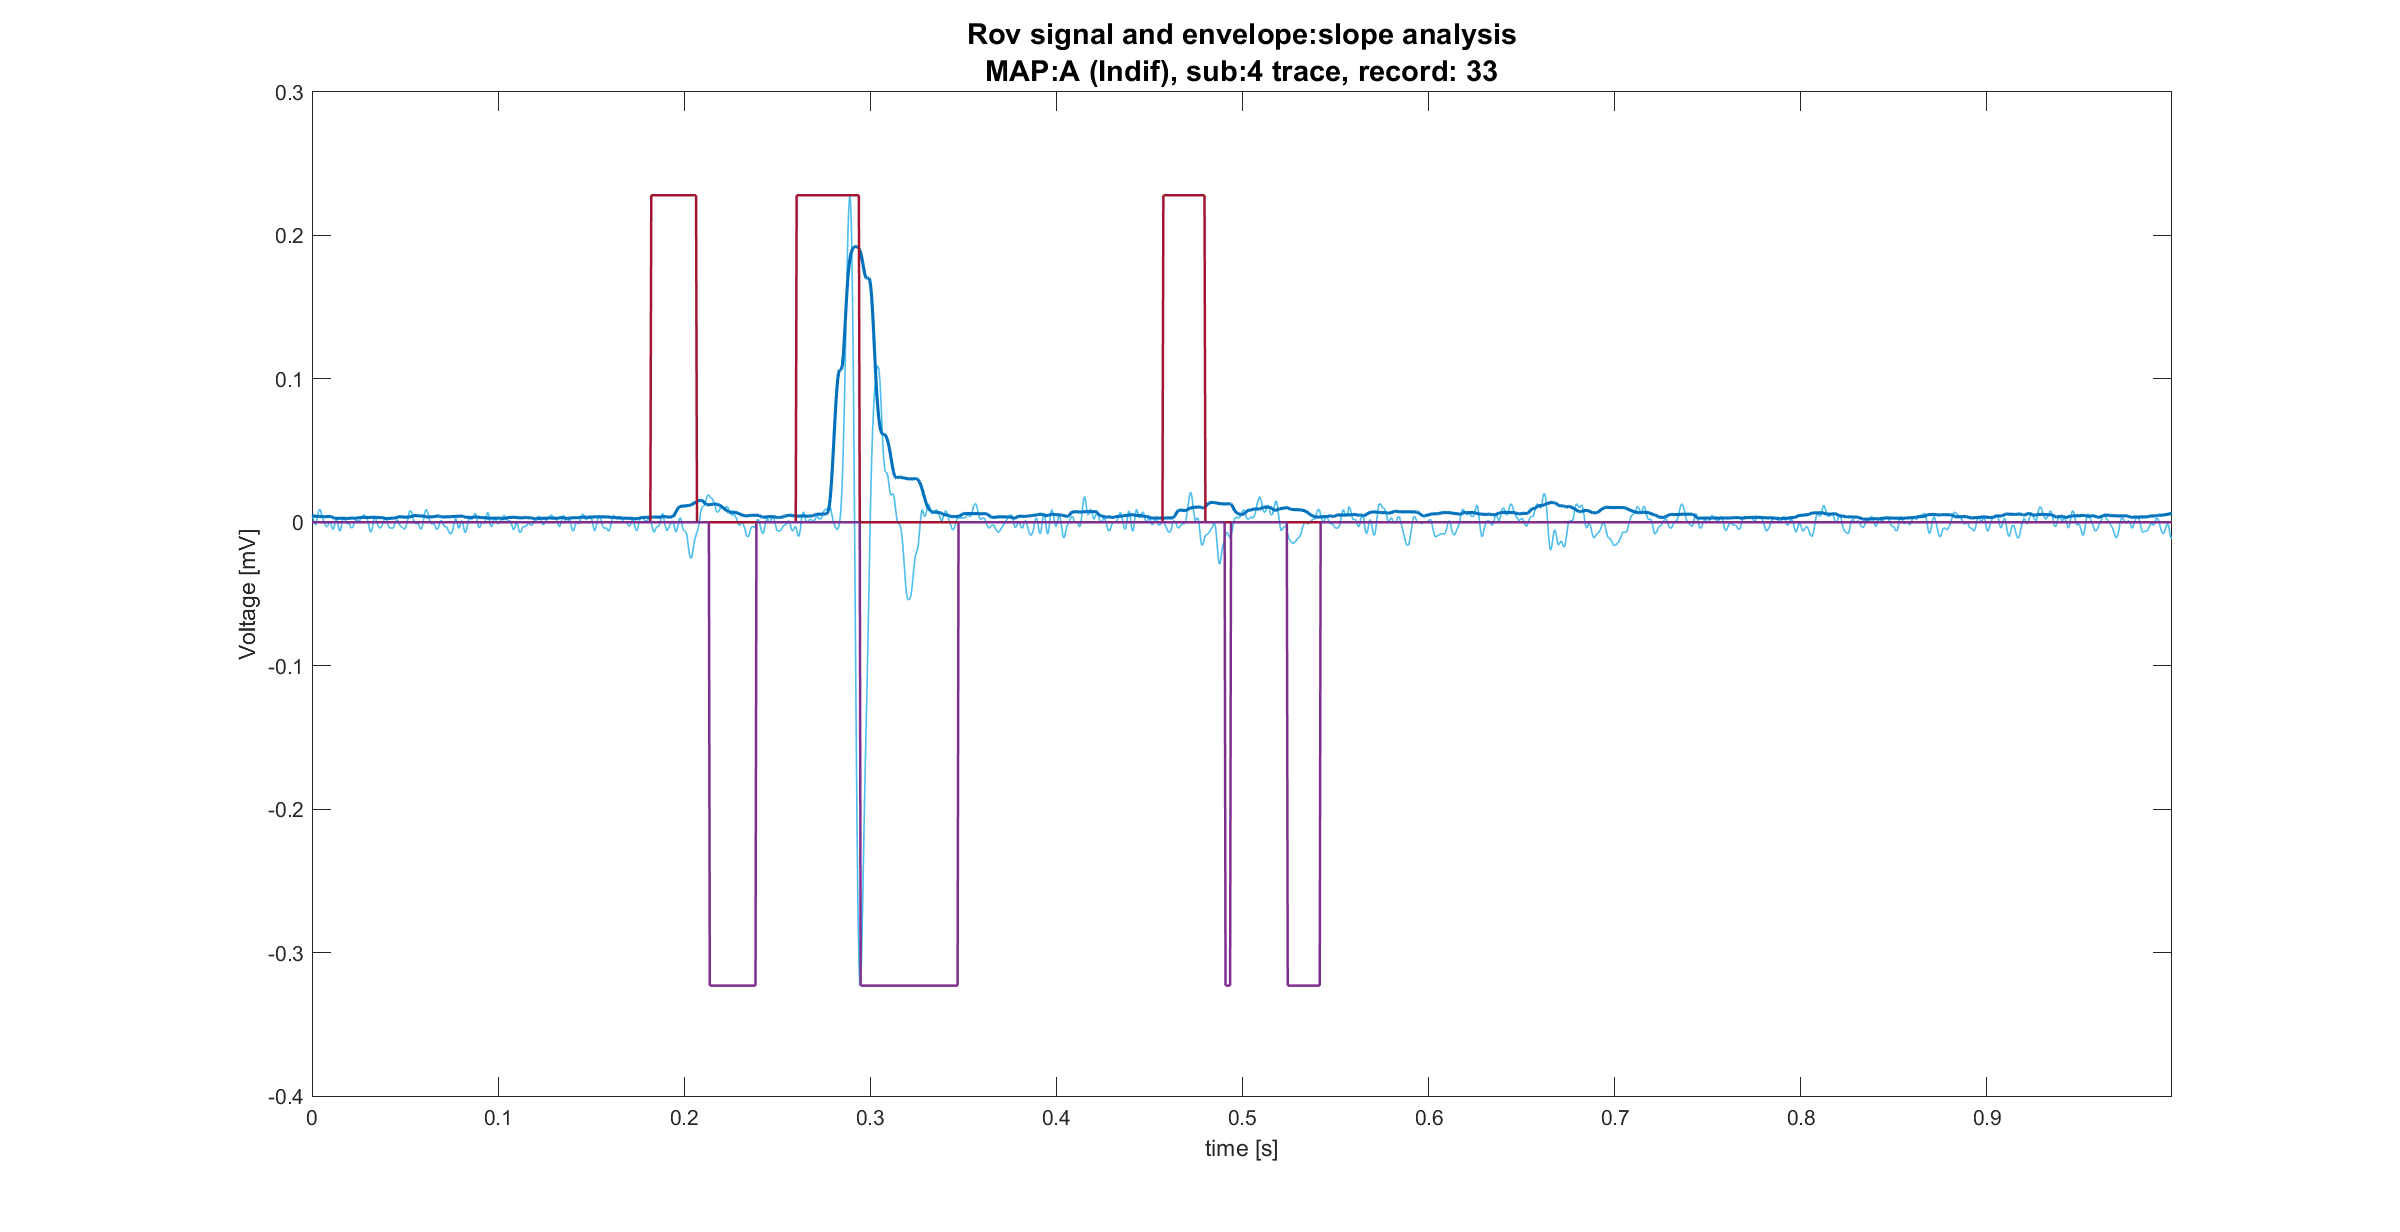 Rov signal and envelope:slope analysis
MAP:A (Indif), sub:4 trace, record: 33
0.3
0.2
0.1
0
-0.1
-0.2
-0.3
-0.4
Voltage [mV]
0 0.1 0.2 0.3 0.4 0.5 0.6 0.7 0.8 0.9
time [s]